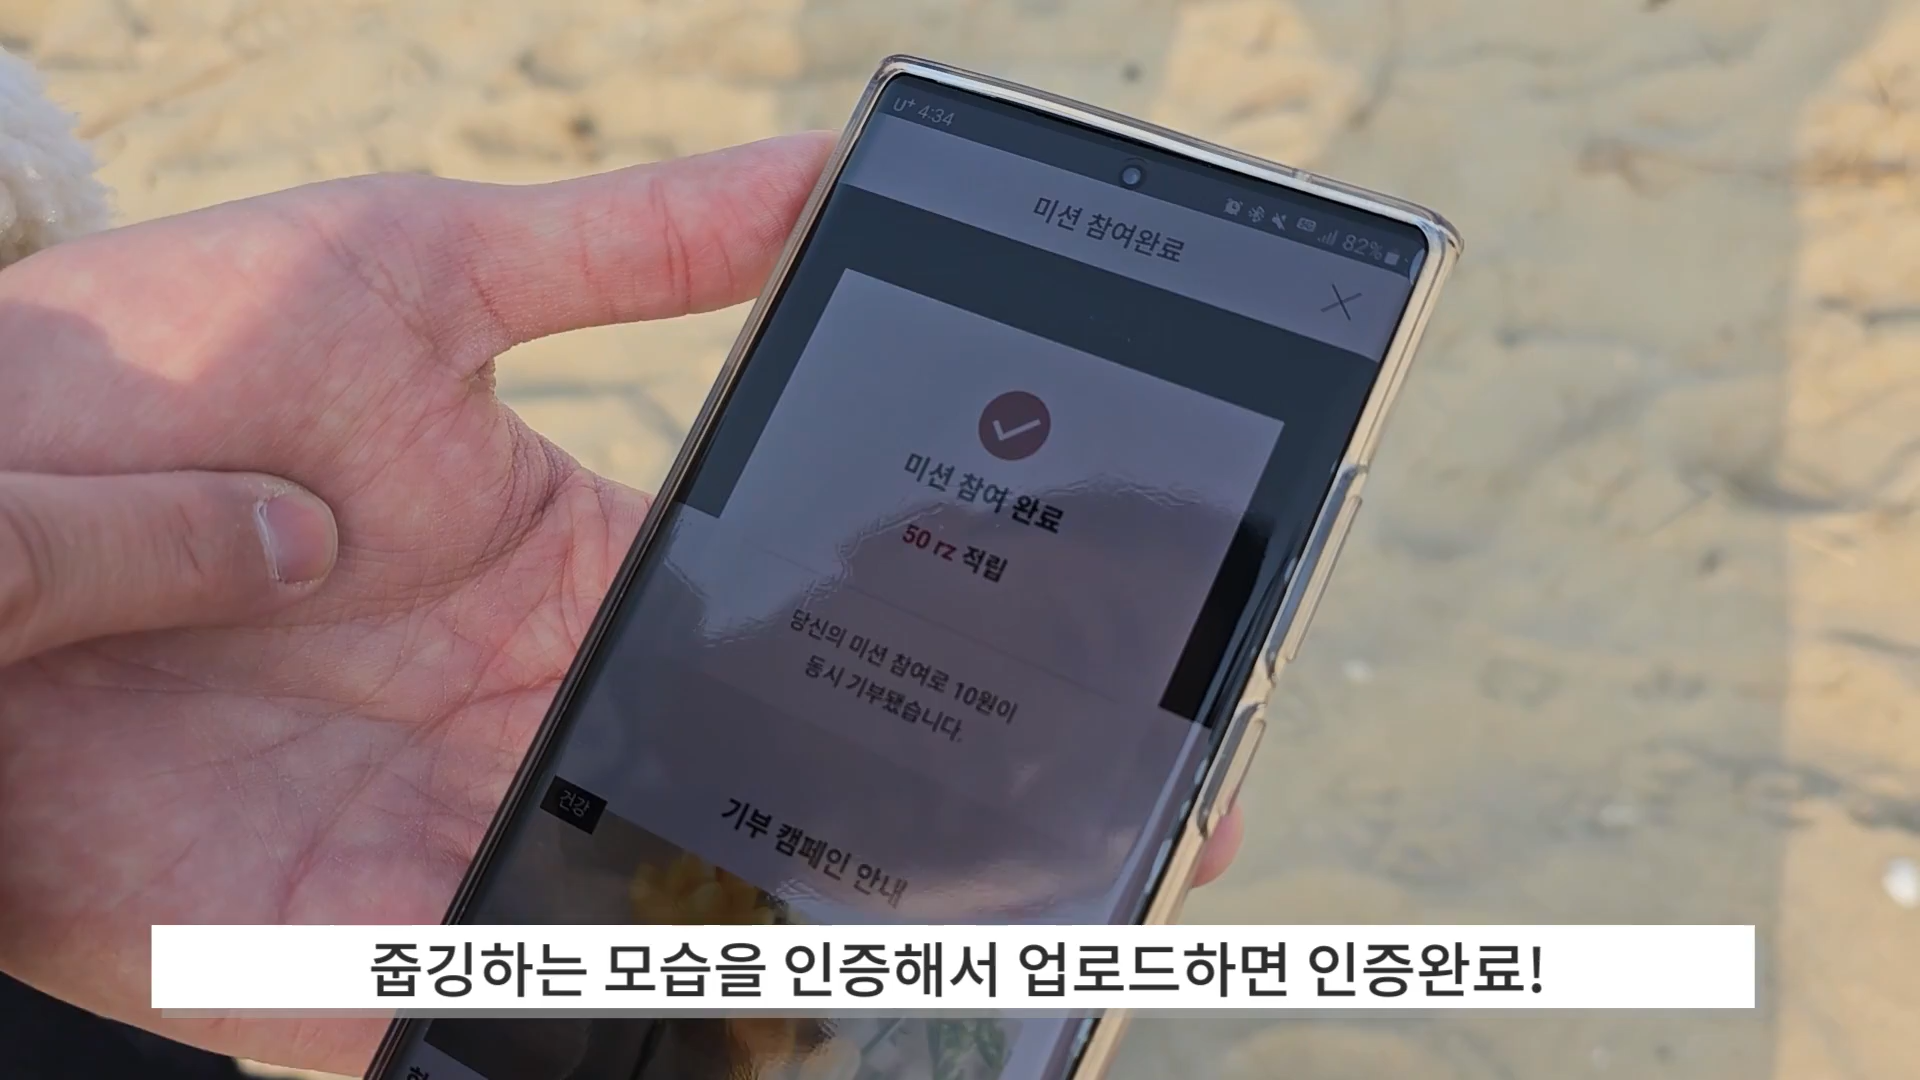 U+ 4:34
82%
미션 참여완료
미션 참여 완료
50 rz 적립
당신의 미션 참여로 10원이
동시 기부됐습니다.
건강
기부 캠페인 안내
줍깅하는 모습을 인증해서 업로드하면 인증완료!